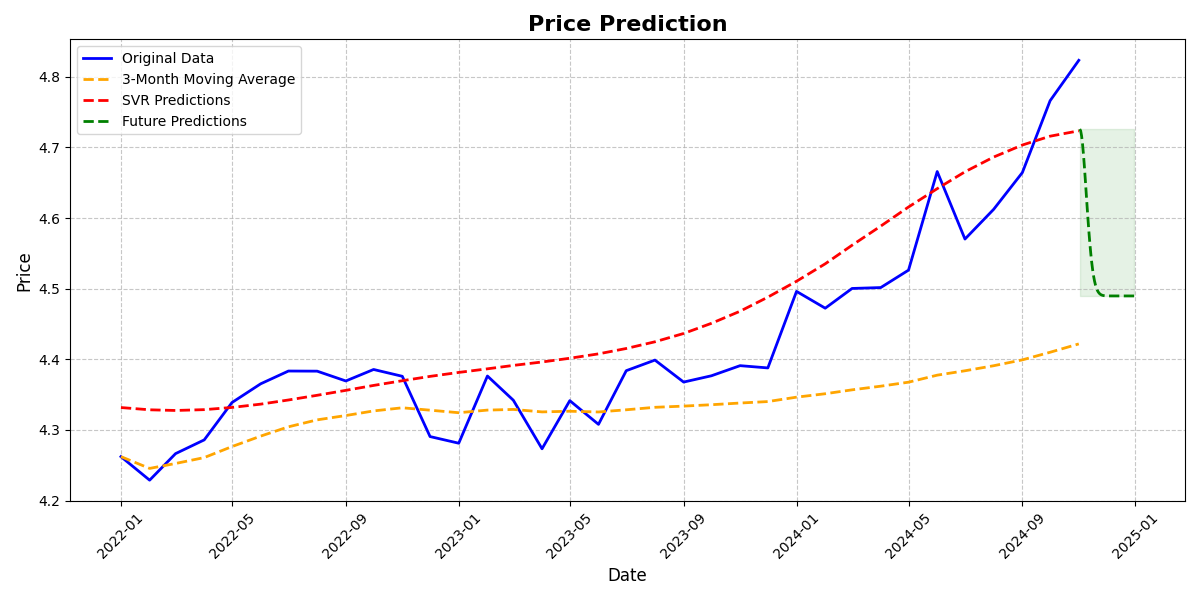 Price Prediction
Original Data
3-Month Moving Average
SVR Predictions
Future Predictions
Price
4.8
4.7
4.6
4.5
4.4
4.3
4.2
2022-01
2022-05
2022-09
2023-01
2023-05
2023-09
2024-01
2024-05
2024-09
2025-01
Date